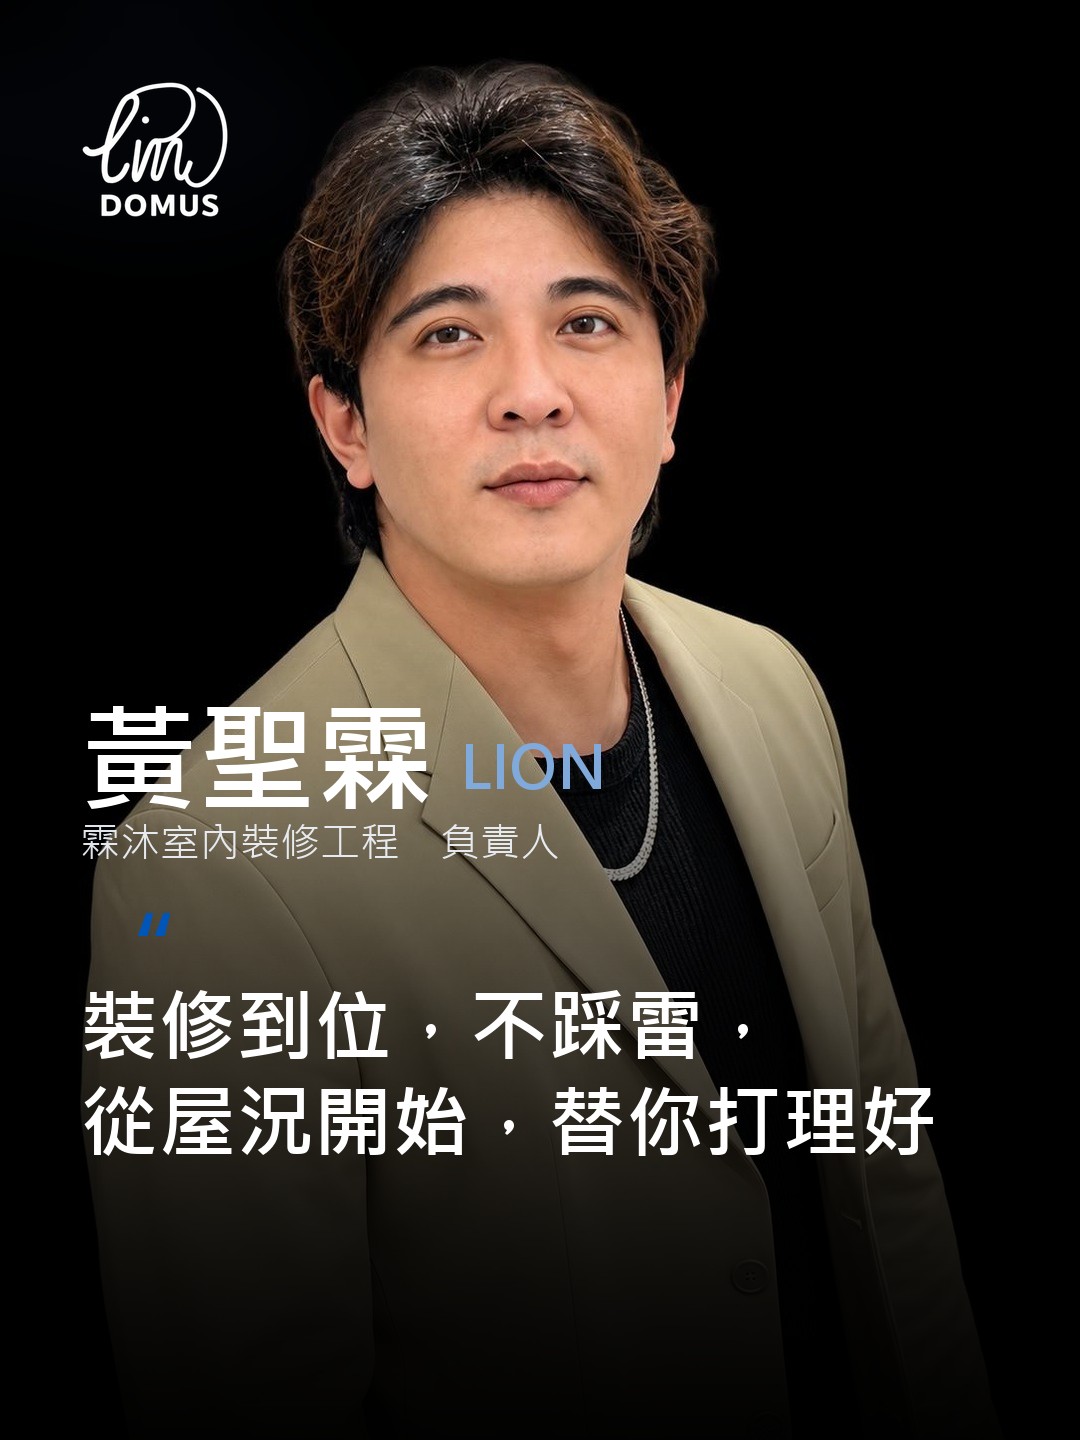 Lim
DOMUS
黃聖霖 LION
霖沐室內裝修工程 負責人
“
裝修到位，不踩雷，
從屋況開始，替你打理好